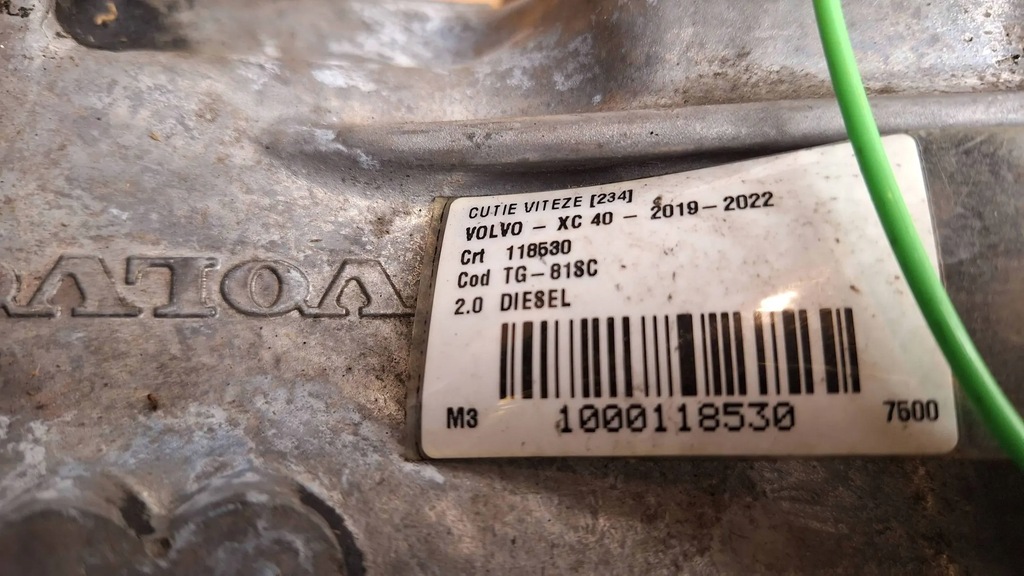 VOLVO
CUTIE VITEZE [234]
VOLVO - XC 40 - 2019-2022
Crt 118530
Cod TG-81SC
2.0 DIESEL
M3 1000118530 7500